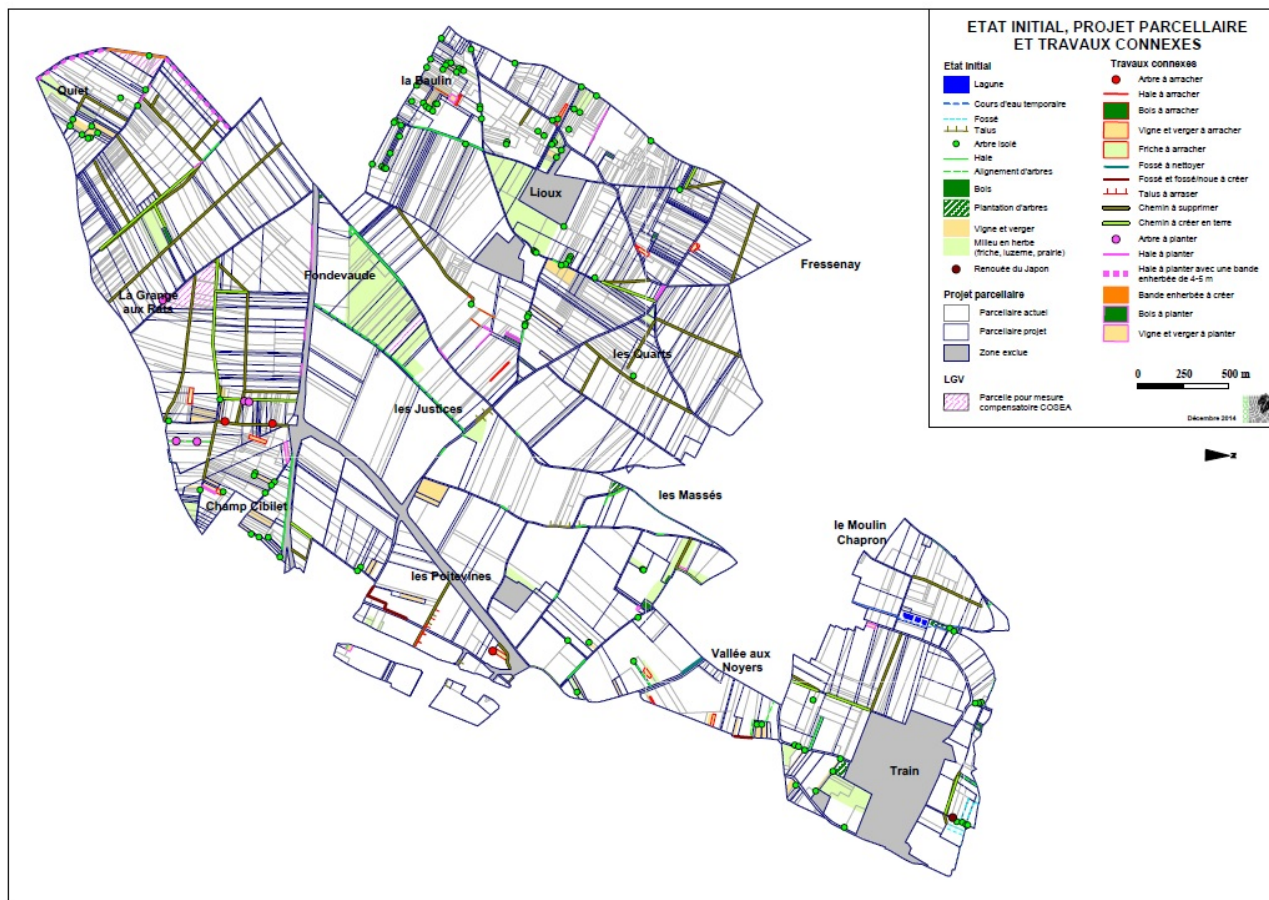 ETAT INITIAL, PROJET PARCELLAIRE
ET TRAVAUX CONNEXES
Etat Initial
Lagune
Cours d'eau temporaire
Fossé
Talus
Arbre isolé
Haie
Alignement d'arbres
Bois
Plantation d'arbres
Vigne et verger
Milieu en herbe
(friche, luzerne, prairie)
Renouée du Japon
Projet parcellaire
Parcellaire actuel
Parcellaire projet
Zone exclue
LGV
Parcelle pour mesure
compensatoire COSEA
Travaux connexes
Arbre à arracher
Haie à arracher
Bois à arracher
Vigne et verger à arracher
Friche à arracher
Fossé à nettoyer
Fossé et fossé/noue à créer
Talus à araser
Chemin à supprimer
Chemin à créer en terre
Arbre à planter
Haie à planter
Haie à planter avec une bande
enherbée de 4-5 m
Bande enherbée à créer
Bois à planter
Vigne et verger à planter
0 250 500 m
Décembre 2014
z
Quiet
la Baulin
Lioux
Fressenay
Fondevaude
La Grange
aux Rats
les Quarts
les Justices
Champ Cibilet
les Massés
le Moulin
Chapron
les Poitevines
Vallée aux
Noyers
Train